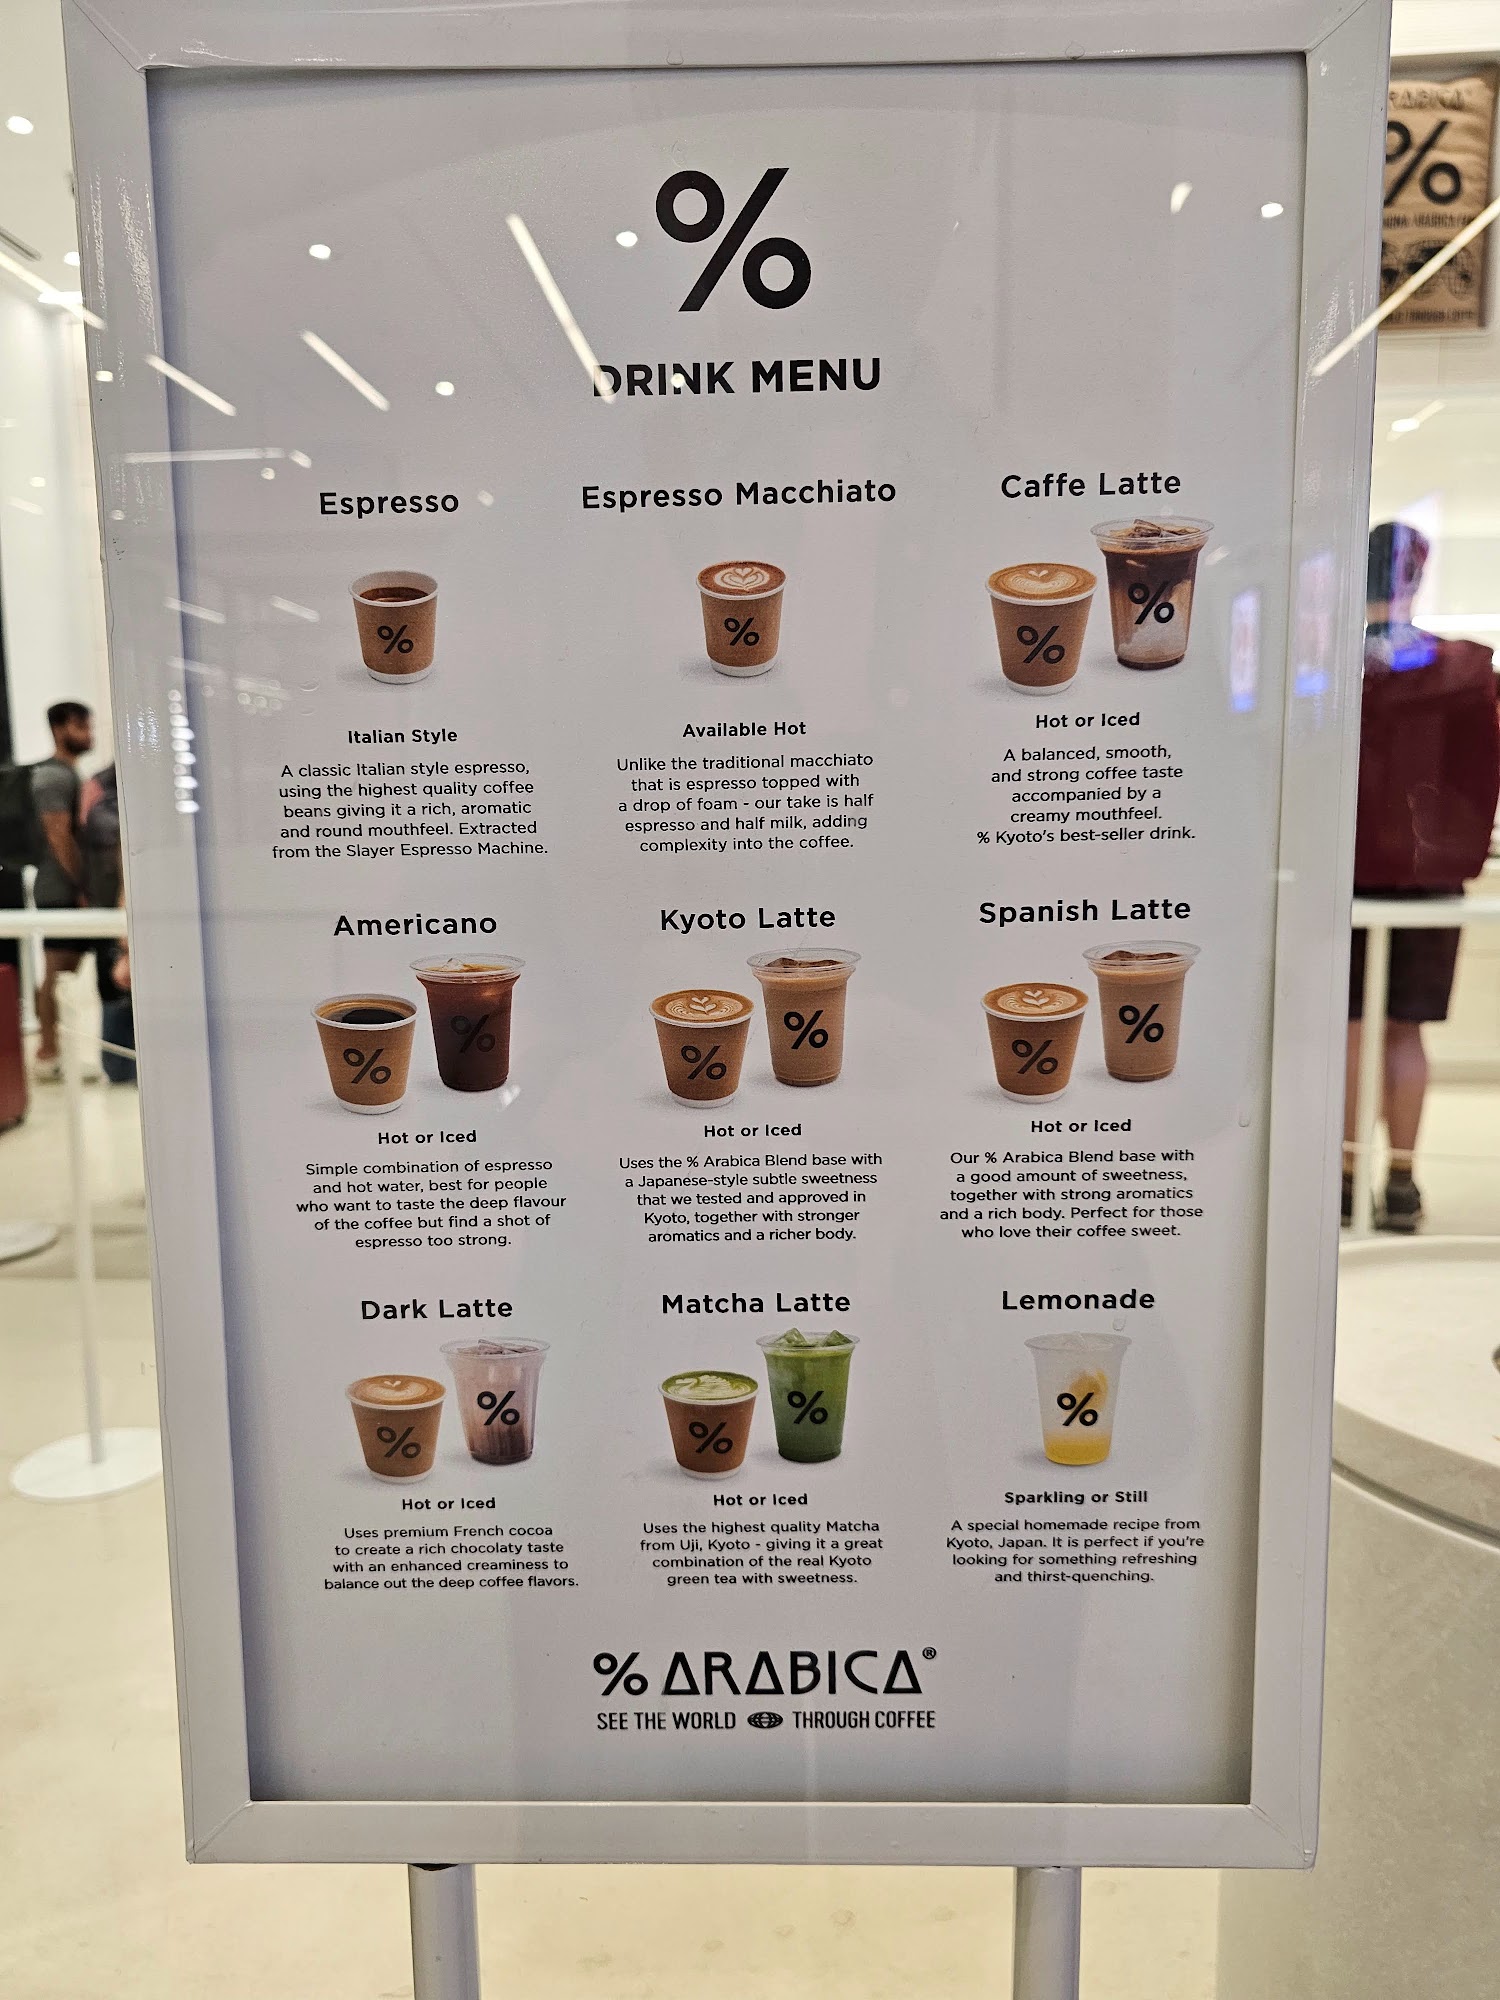 %
DRINK MENU
Espresso
Italian Style
A classic Italian style espresso,
using the highest quality coffee
beans giving it a rich, aromatic
and round mouthfeel. Extracted
from the Slayer Espresso Machine.
Espresso Macchiato
Available Hot
Unlike the traditional macchiato
that is espresso topped with
a drop of foam - our take is half
espresso and half milk, adding
complexity into the coffee.
Caffe Latte
Hot or Iced
A balanced, smooth,
and strong coffee taste
accompanied by a
creamy mouthfeel.
% Kyoto's best-seller drink.
Americano
Hot or Iced
Simple combination of espresso
and hot water, best for people
who want to taste the deep flavour
of the coffee but find a shot of
espresso too strong.
Kyoto Latte
Hot or Iced
Uses the % Arabica Blend base with
a Japanese-style subtle sweetness
that we tested and approved in
Kyoto, together with stronger
aromatics and a richer body.
Spanish Latte
Hot or Iced
Our % Arabica Blend base with
a good amount of sweetness,
together with strong aromatics
and a rich body. Perfect for those
who love their coffee sweet.
Dark Latte
Hot or Iced
Uses premium French cocoa
to create a rich chocolaty taste
with an enhanced creaminess to
balance out the deep coffee flavors.
Matcha Latte
Hot or Iced
Uses the highest quality Matcha
from Uji, Kyoto - giving it a great
combination of the real Kyoto
green tea with sweetness.
Lemonade
Sparkling or Still
A special homemade recipe from
Kyoto, Japan. It is perfect if you're
looking for something refreshing
and thirst-quenching.
% ARABICA®
SEE THE WORLD THROUGH COFFEE
%